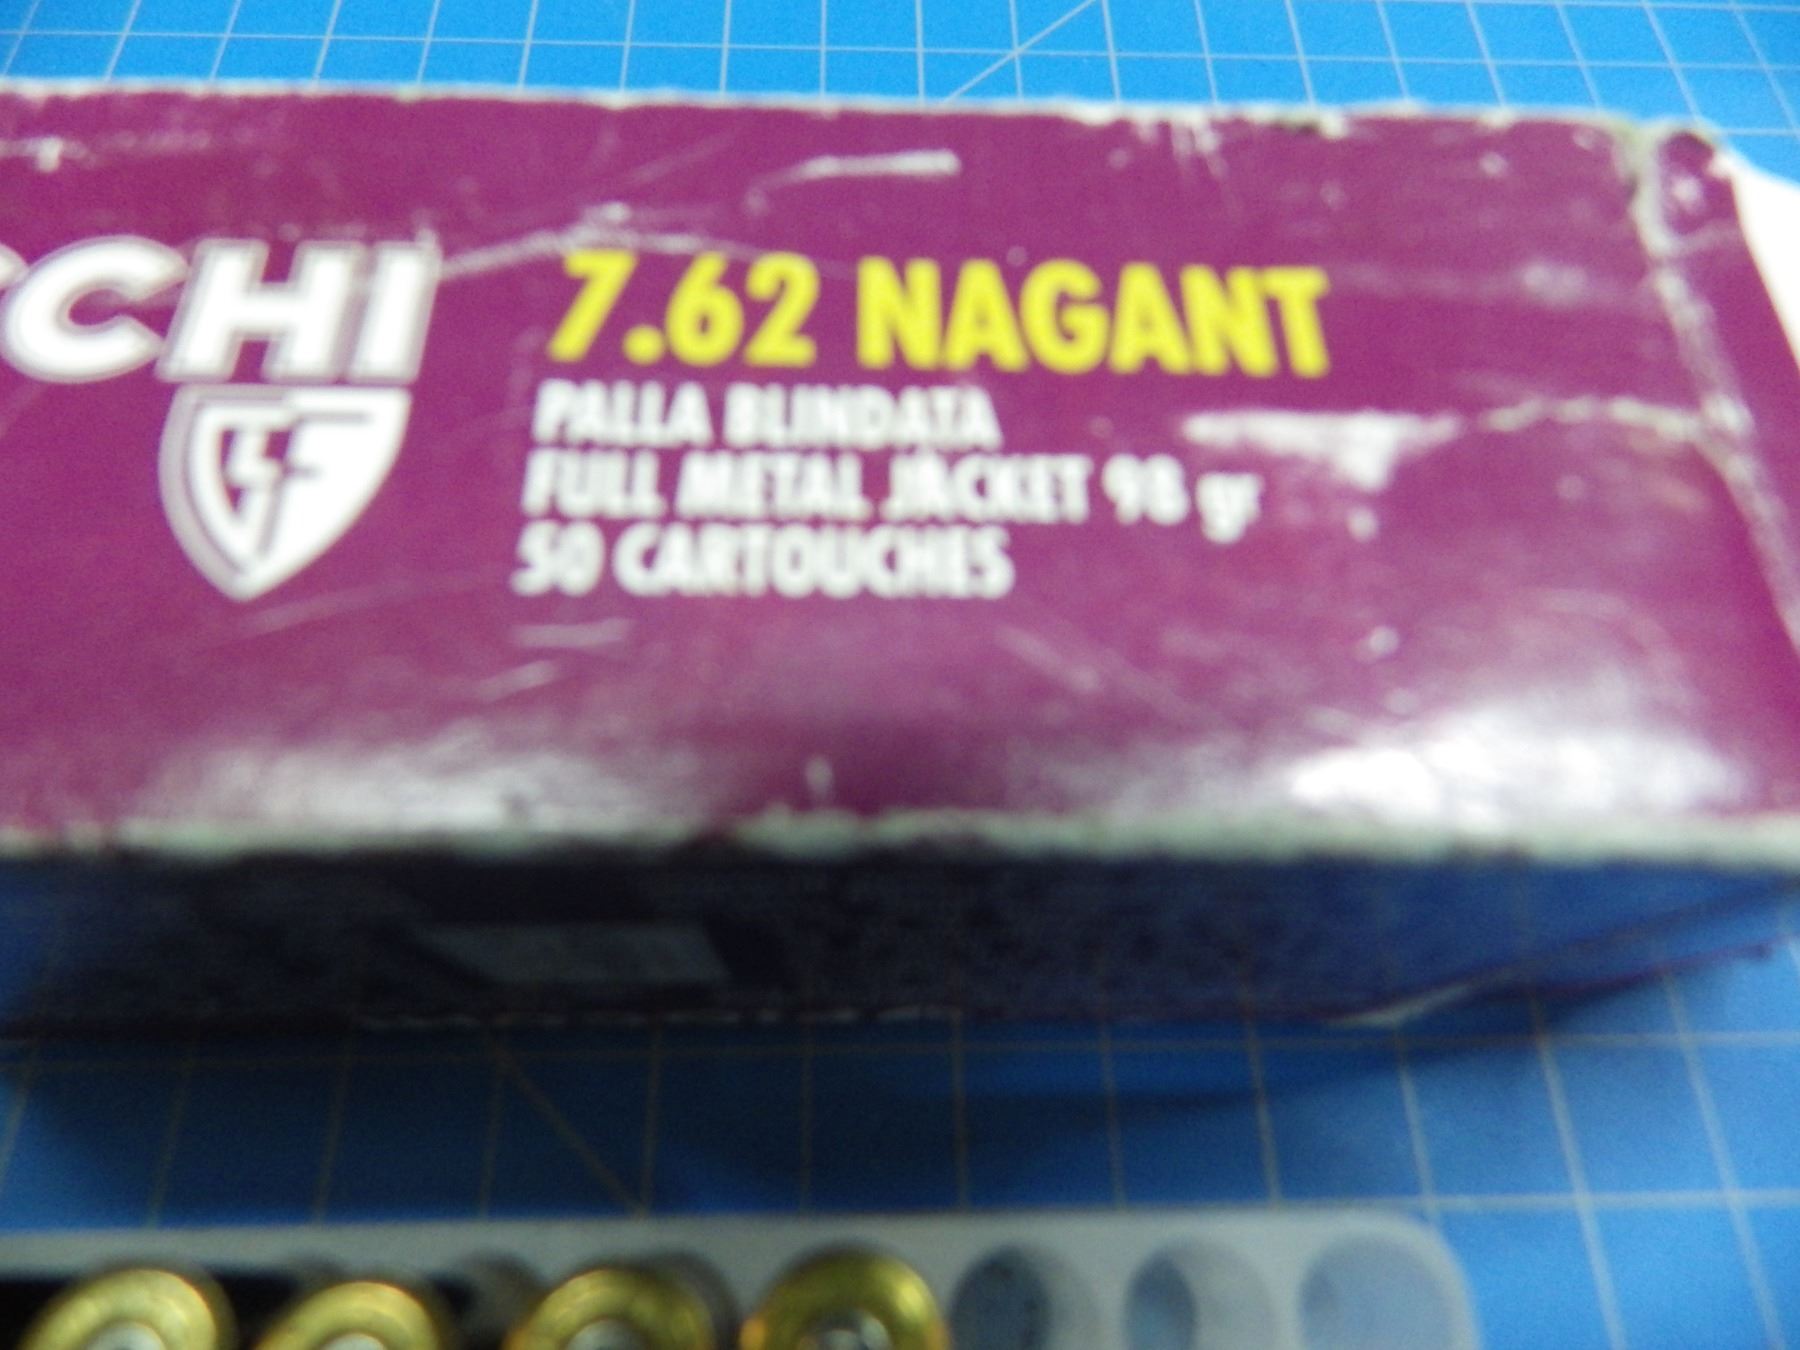 CCHI
7.62 NAGANT
PALLA BLINDATA
FULL METAL JACKET 98 gr
50 CARTOUCHES